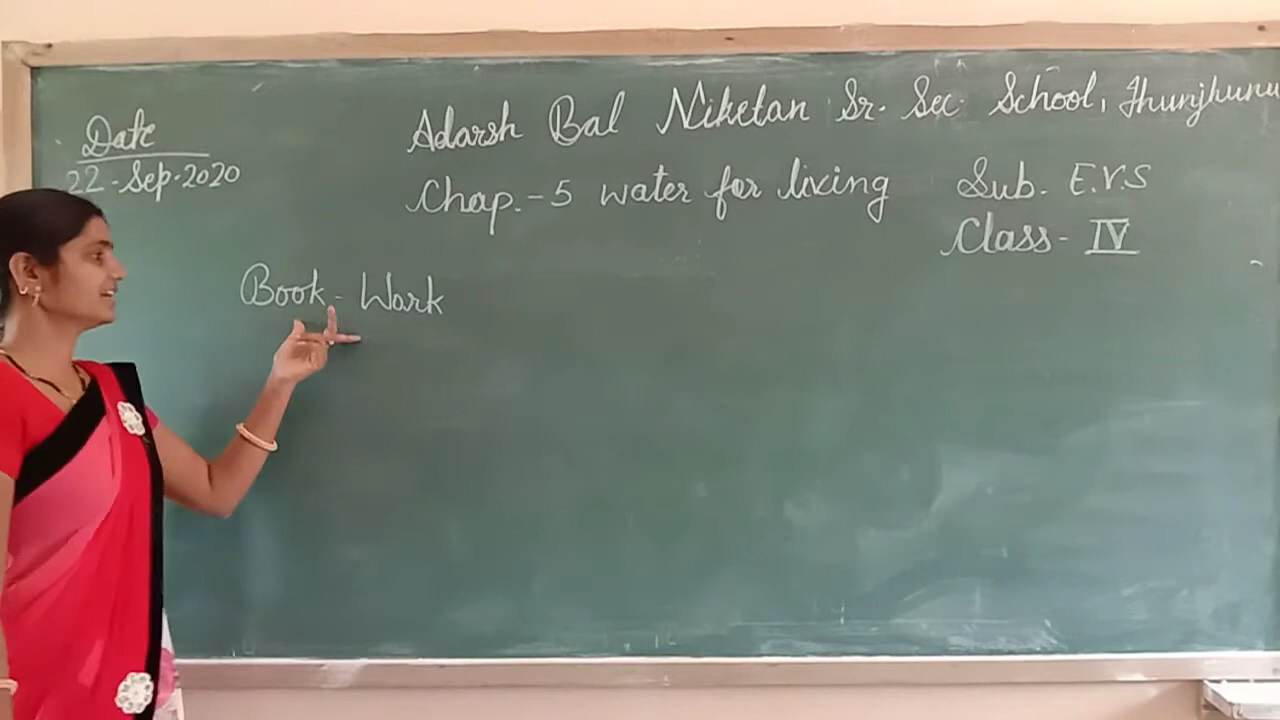 Date
22-Sep.2020
Adarsh Bal Niketan Sr. Sec. School, Jhunjhunu
Chap.-5 water for living
Sub. E.V.S
Class- IV
Book-Work